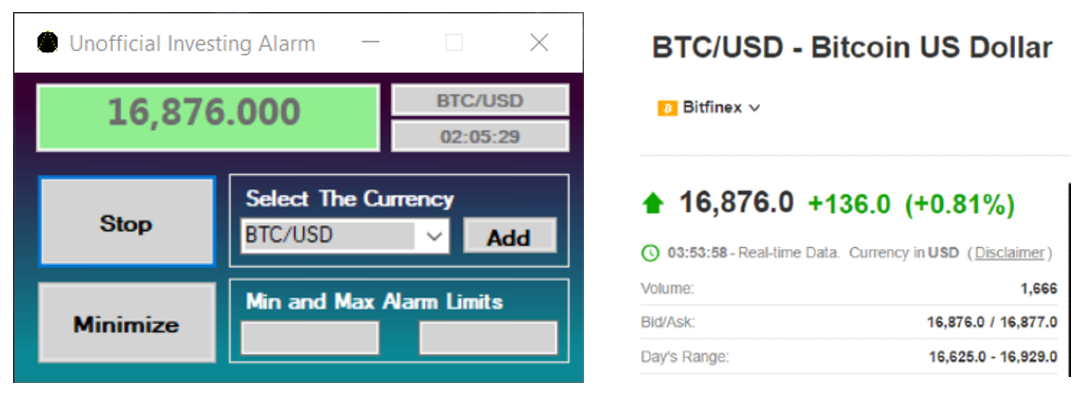 Unofficial Investing Alarm
16,876.000
BTC/USD
02:05:29
Stop
Select The Currency
BTC/USD
Add
Minimize
Min and Max Alarm Limits
BTC/USD - Bitcoin US Dollar
Bitfinex
16,876.0 +136.0 (+0.81%)
03:53:58 - Real-time Data. Currency in USD (Disclaimer)
Volume: 1,666
Bid/Ask: 16,876.0 / 16,877.0
Day's Range: 16,625.0 - 16,929.0